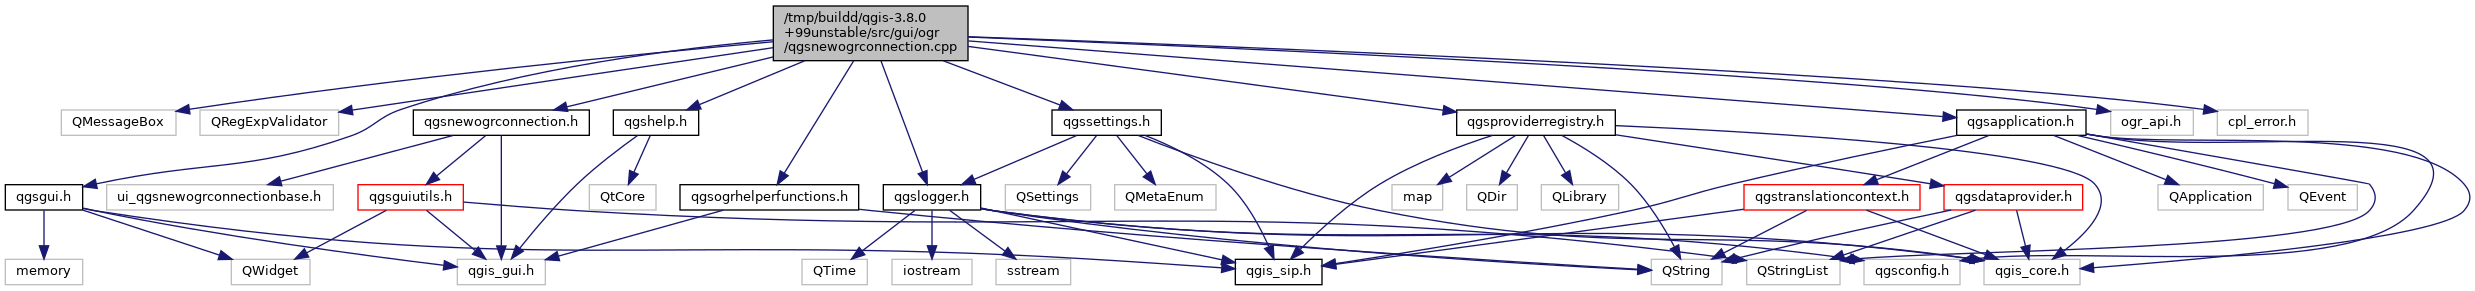 /tmp/buildd/qgis-3.8.0
+99unstable/src/gui/ogr
/qgsnewogrconnection.cpp
QMessageBox
QRegExpValidator
qgsnewogrconnection.h
qgshelp.h
qgssettings.h
qgsproviderregistry.h
qgsapplication.h
ogr_api.h
cpl_error.h
qgsgui.h
ui_qgsnewogrconnectionbase.h
qgsguiutils.h
QtCore
qgsogrhelperfunctions.h
qgslogger.h
QSettings
QMetaEnum
map
QDir
QLibrary
qgstranslationcontext.h
qgsdataprovider.h
QApplication
QEvent
memory
QWidget
qgis_gui.h
QTime
iostream
sstream
qgis_sip.h
QString
QStringList
qgsconfig.h
qgis_core.h